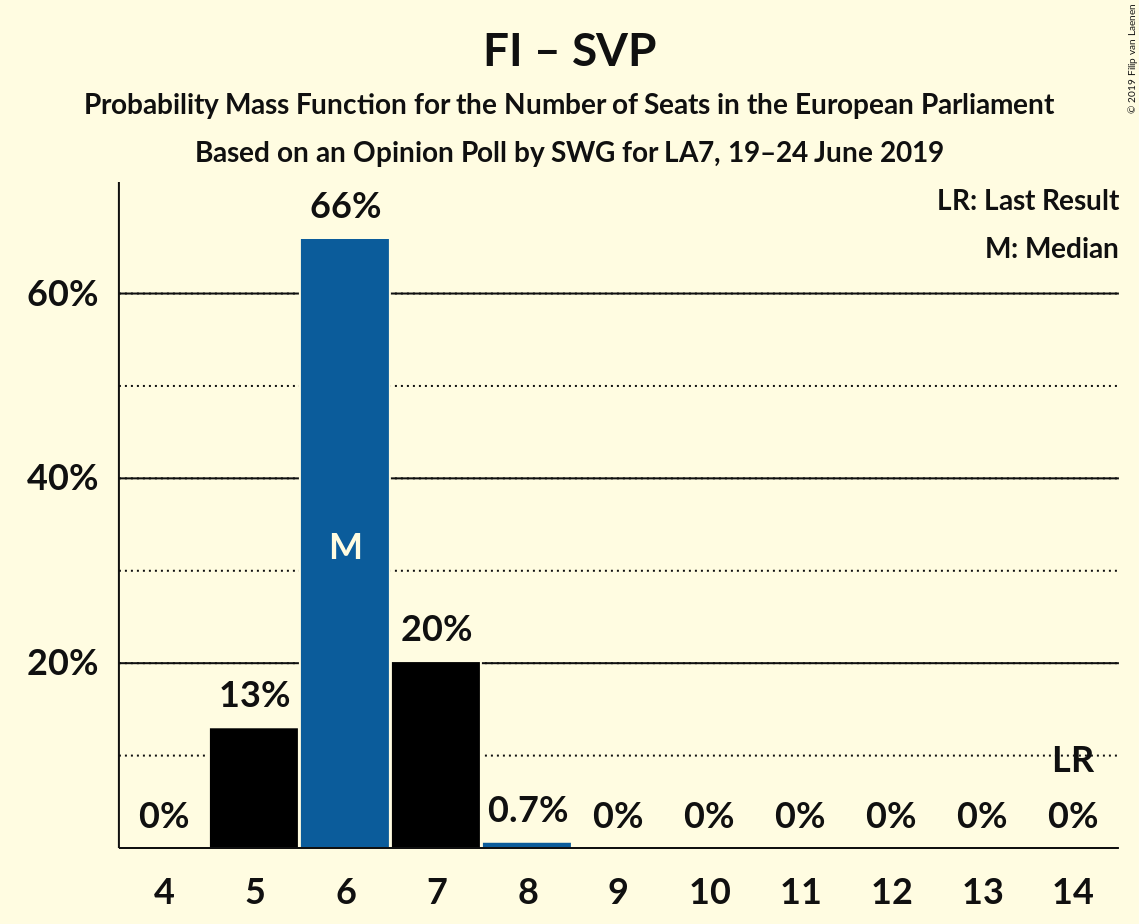 FI – SVP
Probability Mass Function for the Number of Seats in the European Parliament
Based on an Opinion Poll by SWG for LA7, 19–24 June 2019
© 2019 Filip van Laenen
LR: Last Result
M: Median
66%
60%
40%
M
20%
20%
13%
LR
0%
0.7%
0%
0%
0%
0%
0%
0%
4 5 6 7 8 9 10 11 12 13 14